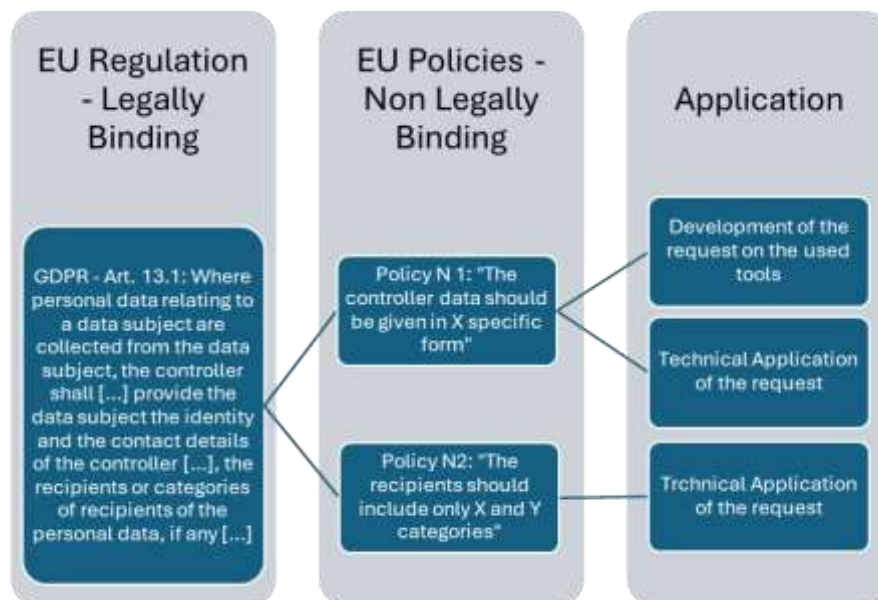 EU Regulation
- Legally
Binding
GDPR - Art. 13.1: Where
personal data relating to
a data subject are
collected from the data
subject, the controller
shall [...] provide the
data subject the identity
and the contact details
of the controller [...], the
recipients or categories
of recipients of the
personal data, if any [...]
EU Policies -
Non Legally
Binding
Policy N 1: "The
controller data should
be given in X specific
form"
Policy N2: "The
recipients should
include only X and Y
categories"
Application
Development of the
request on the used
tools
Technical Application
of the request
Trchnical Application
of the request